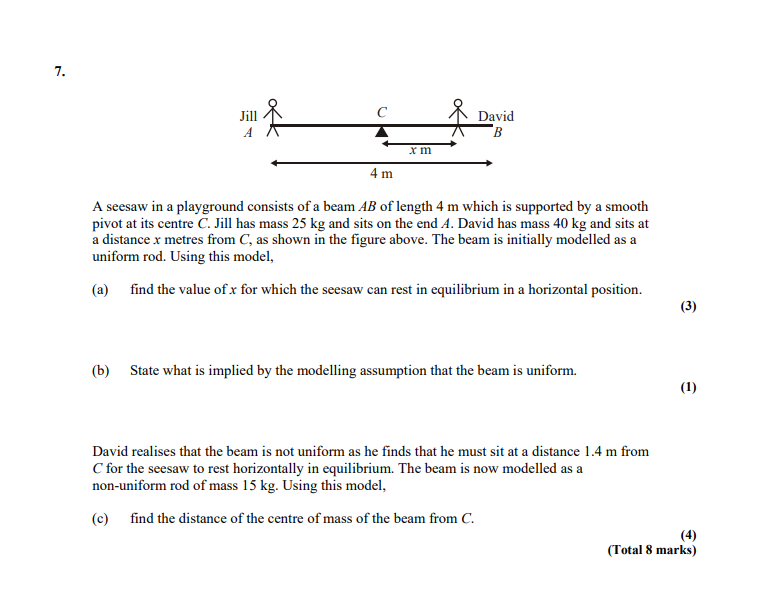 7.
Jill
C
David
A
B
x m
4 m
A seesaw in a playground consists of a beam AB of length 4 m which is supported by a smooth
pivot at its centre C. Jill has mass 25 kg and sits on the end A. David has mass 40 kg and sits at
a distance x metres from C, as shown in the figure above. The beam is initially modelled as a
uniform rod. Using this model,
(a) find the value of x for which the seesaw can rest in equilibrium in a horizontal position.
(3)
(b) State what is implied by the modelling assumption that the beam is uniform.
(1)
David realises that the beam is not uniform as he finds that he must sit at a distance 1.4 m from
C for the seesaw to rest horizontally in equilibrium. The beam is now modelled as a
non-uniform rod of mass 15 kg. Using this model,
(c) find the distance of the centre of mass of the beam from C.
(4)
(Total 8 marks)